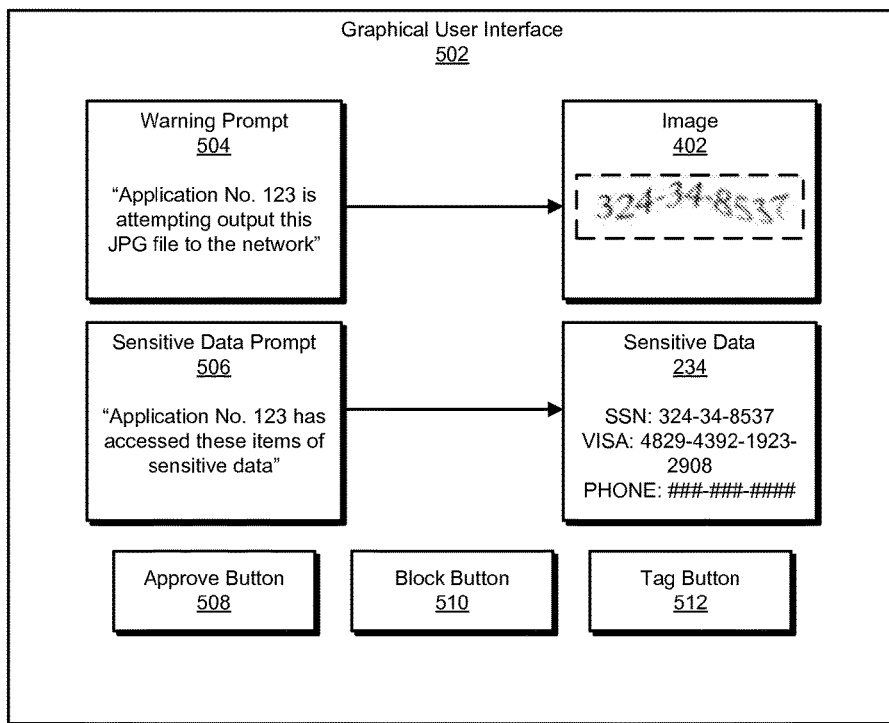 Graphical User Interface
502
Warning Prompt
504
“Application No. 123 is
attempting output this
JPG file to the network”
Image
402
324-34-8537
Sensitive Data Prompt
506
“Application No. 123 has
accessed these items of
sensitive data”
Sensitive Data
234
SSN: 324-34-8537
VISA: 4829-4392-1923-
2908
PHONE: ###-###-####
Approve Button
508
Block Button
510
Tag Button
512